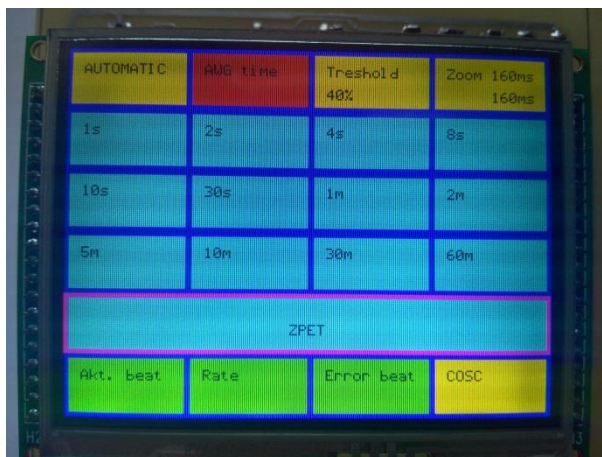 AUTOMATIC
AUG time
Treshold
40%
Zoom 160ms
160ms
1s
2s
4s
8s
10s
30s
1m
2m
5m
10m
30m
60m
ZPET
Akt. beat
Rate
Error beat
COSC